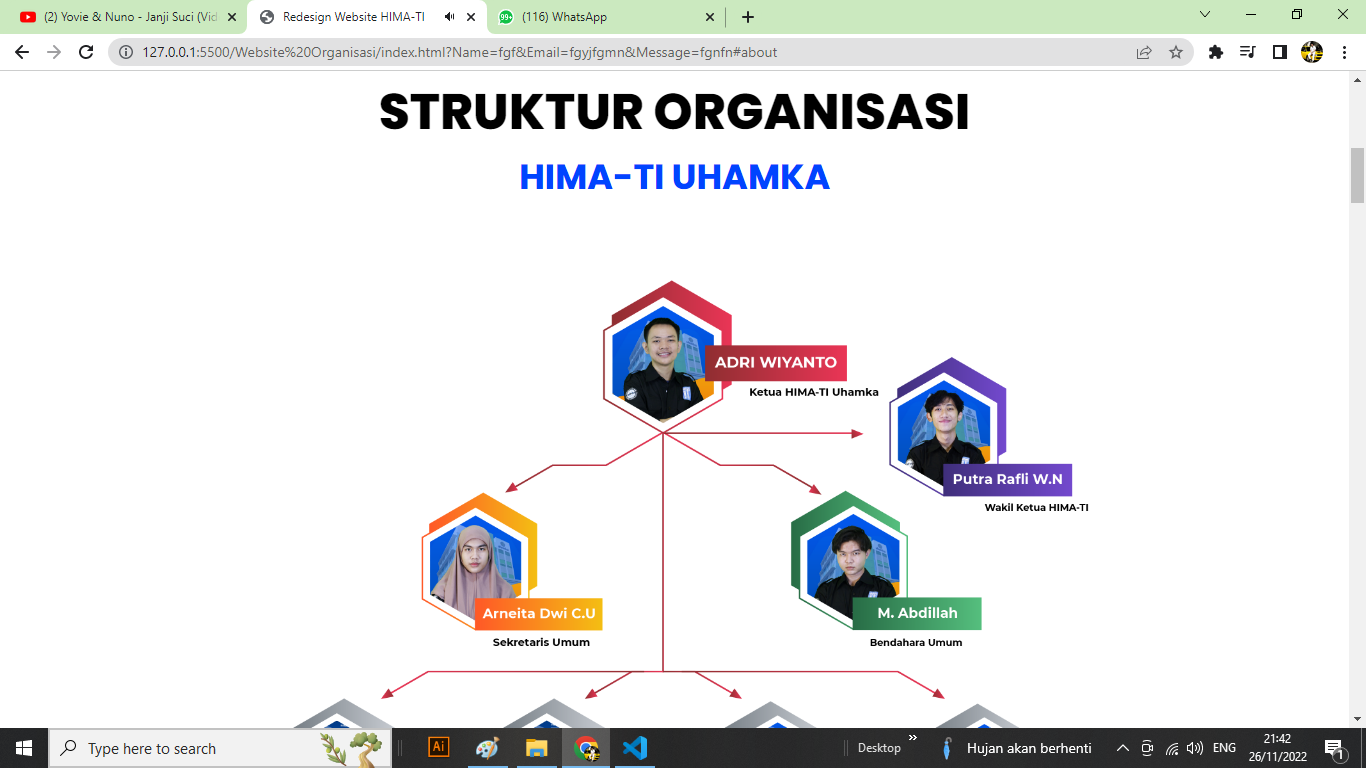 (2) Yovie & Nuno - Janji Suci (Vid
Redesign Website HIMA-TI
99+
(116) WhatsApp
127.0.0.1:5500/Website%20Organisasi/index.html?Name=fgf&Email=fgyjfgmn&Message=fgnfn#about
STRUKTUR ORGANISASI
HIMA-TI UHAMKA
ADRI WIYANTO
Ketua HIMA-TI Uhamka
Putra Rafli W.N
Wakil Ketua HIMA-TI
Arneita Dwi C.U
Sekretaris Umum
M. Abdillah
Bendahara Umum
Ai
Type here to search
Desktop
Hujan akan berhenti
ENG
21:42
26/11/2022
1